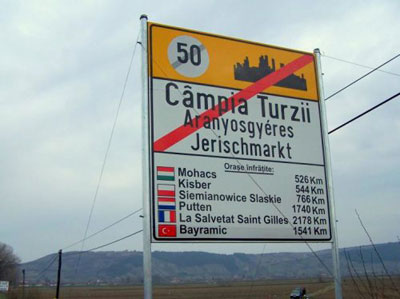 50
Câmpia Turzii
Aranyosgyéres
Jerischmarkt
Orașe înfrățite:
Mohacs 526 Km
Kisber 544 Km
Siemianowice Slaskie 766 Km
Putten 1740 Km
La Salvetat Saint Gilles 2178 Km
Bayramic 1541 Km